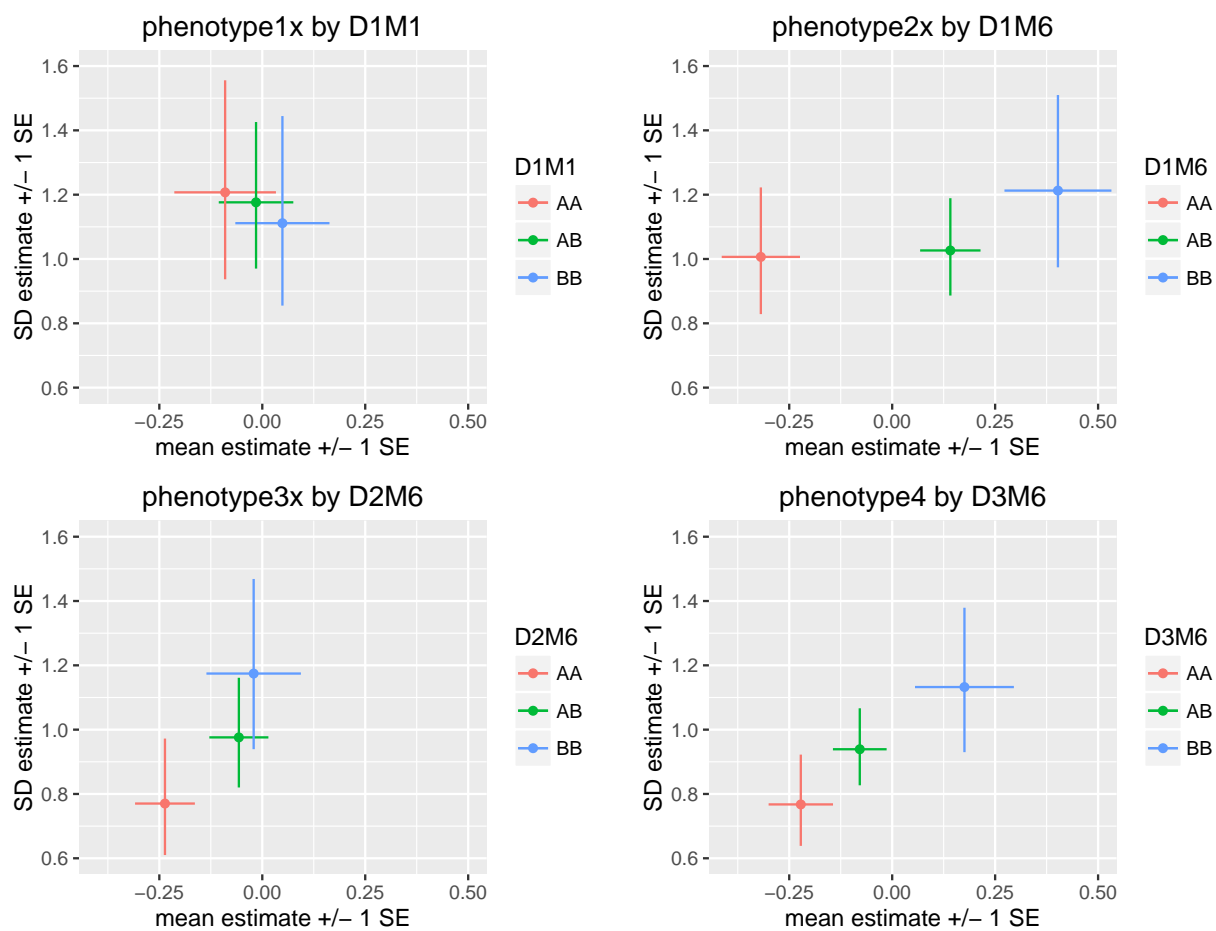 phenotype1x by D1M1
1.6
1.4
1.2
1.0
0.8
0.6
SD estimate +/− 1 SE
−0.25 0.00 0.25 0.50
mean estimate +/− 1 SE
D1M1
AA
AB
BB
phenotype2x by D1M6
1.6
1.4
1.2
1.0
0.8
0.6
SD estimate +/− 1 SE
−0.25 0.00 0.25 0.50
mean estimate +/− 1 SE
D1M6
AA
AB
BB
phenotype3x by D2M6
1.6
1.4
1.2
1.0
0.8
0.6
SD estimate +/− 1 SE
−0.25 0.00 0.25 0.50
mean estimate +/− 1 SE
D2M6
AA
AB
BB
phenotype4 by D3M6
1.6
1.4
1.2
1.0
0.8
0.6
SD estimate +/− 1 SE
−0.25 0.00 0.25 0.50
mean estimate +/− 1 SE
D3M6
AA
AB
BB